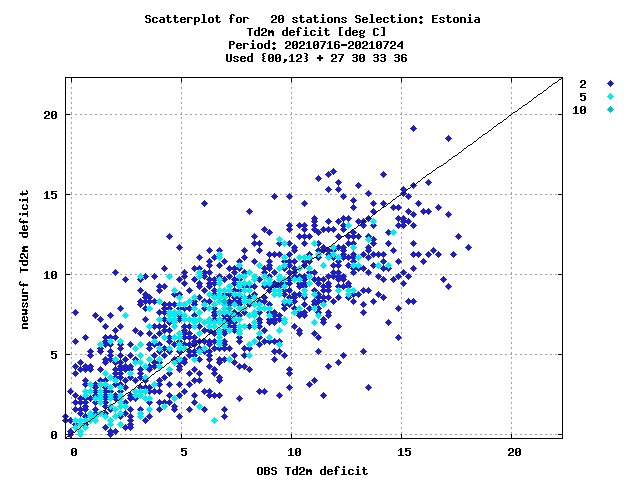 Scatterplot for   20 stations Selection: Estonia
Td2m deficit [deg C]
Period: 20210716-20210724
Used {00,12} + 27 30 33 36
2
5
10
20
15
10
5
0
newsurf Td2m deficit
0 5 10 15 20
OBS Td2m deficit